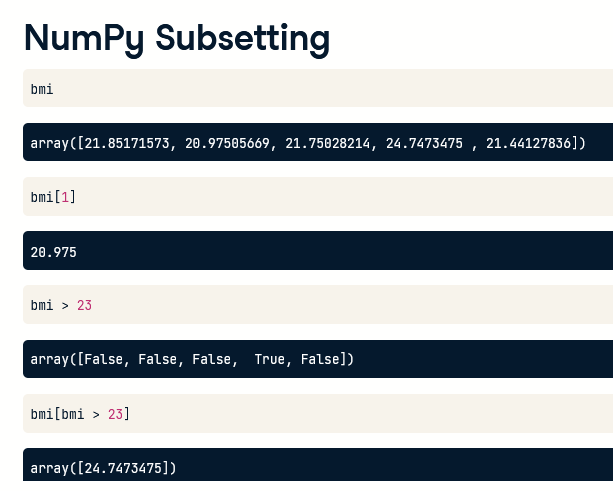 NumPy Subsetting
bmi
array([21.85171573, 20.97505669, 21.75028214, 24.7473475 , 21.44127836])
bmi[1]
20.975
bmi > 23
array([False, False, False,  True, False])
bmi[bmi > 23]
array([24.7473475])